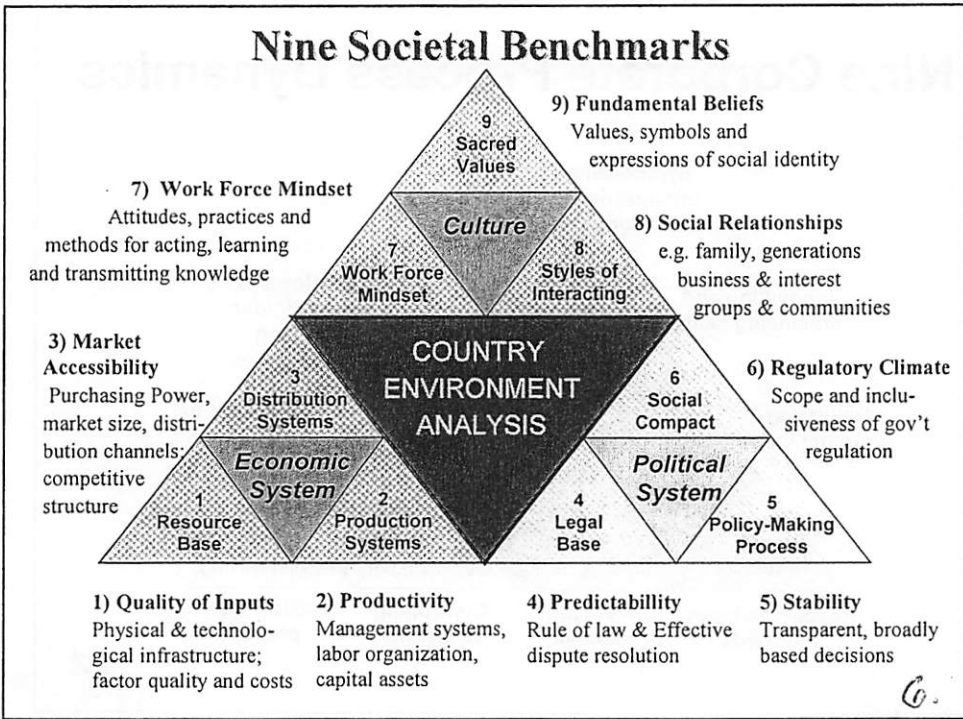 Nine Societal Benchmarks
9) Fundamental Beliefs
Values, symbols and
expressions of social identity
9
Sacred
Values
7) Work Force Mindset
Attitudes, practices and
methods for acting, learning
and transmitting knowledge
Culture
7
Work Force
Mindset
8
Styles of
Interacting
8) Social Relationships
e.g. family, generations
business & interest
groups & communities
3) Market
Accessibility
Purchasing Power,
market size, distri-
bution channels;
competitive
structure
3
Distribution
Systems
COUNTRY
ENVIRONMENT
ANALYSIS
6
Social
Compact
6) Regulatory Climate
Scope and inclu-
siveness of gov't
regulation
Economic
System
1
Resource
Base
2
Production
Systems
Political
System
4
Legal
Base
5
Policy-Making
Process
1) Quality of Inputs
Physical & technolo-
gical infrastructure;
factor quality and costs
2) Productivity
Management systems,
labor organization,
capital assets
4) Predictabillity
Rule of law & Effective
dispute resolution
5) Stability
Transparent, broadly
based decisions